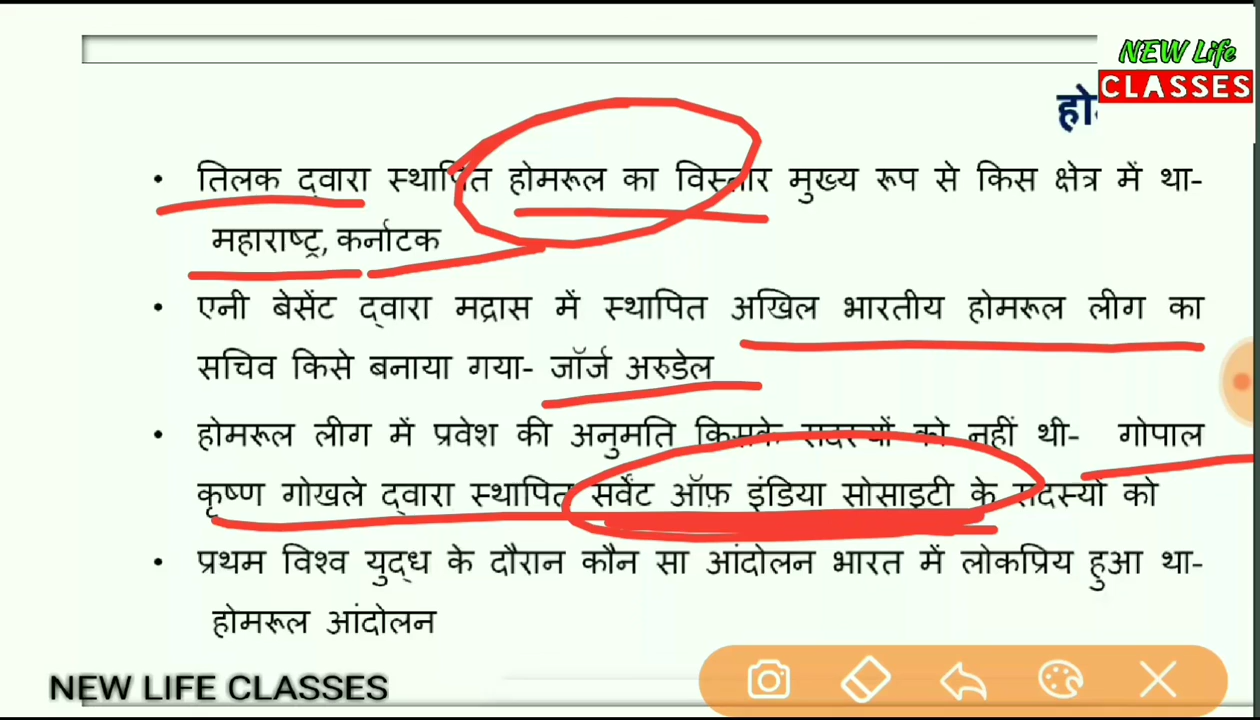 NEW Life
CLASSES
तिलक द्वारा स्थापित होमरूल का विस्तार मुख्य रूप से किस क्षेत्र में था-
महाराष्ट्र, कर्नाटक
• एनी बेसेंट द्वारा मद्रास में स्थापित अखिल भारतीय होमरूल लीग का
सचिव किसे बनाया गया- जॉर्ज अरुडेल
• होमरूल लीग में प्रवेश की अनुमति किसके सदस्यों को नहीं थी- गोपाल
कृष्ण गोखले द्वारा स्थापित सर्वेंट ऑफ़ इंडिया सोसाइटी के सदस्यों को
• प्रथम विश्व युद्ध के दौरान कौन सा आंदोलन भारत में लोकप्रिय हुआ था-
होमरूल आंदोलन
NEW LIFE CLASSES